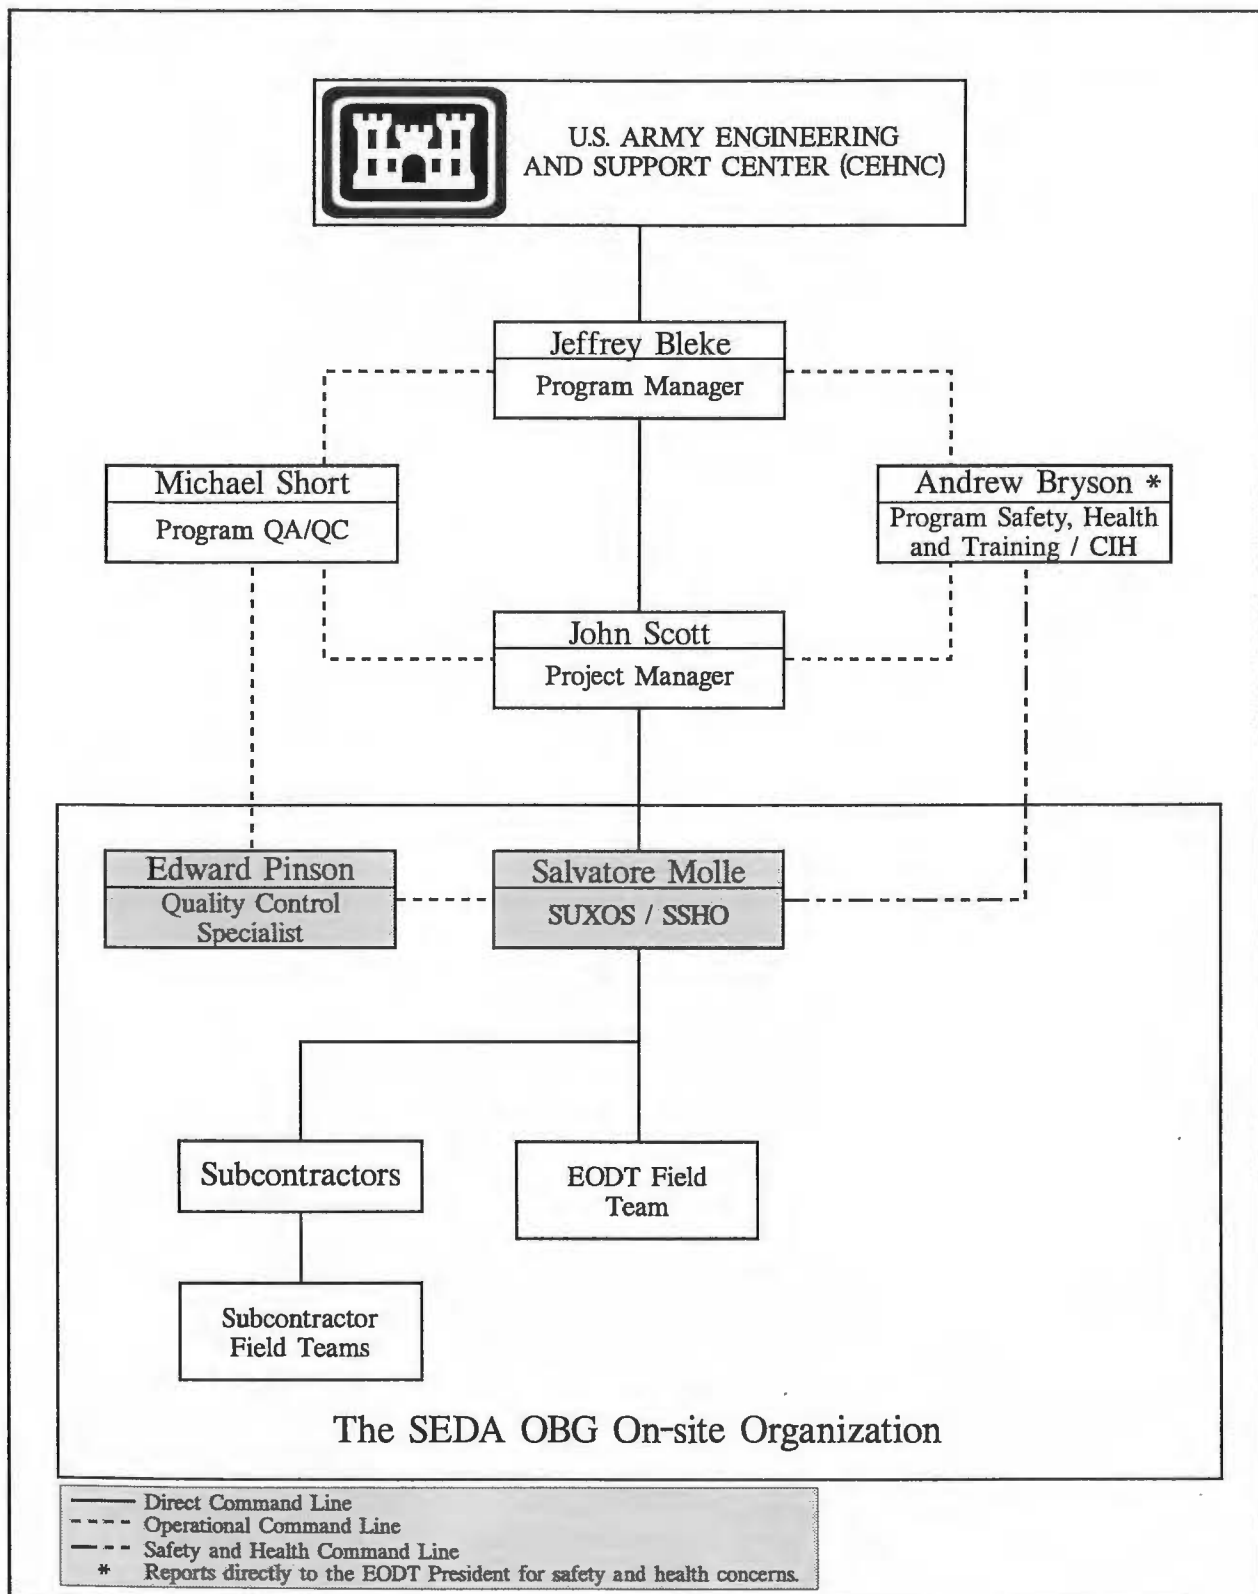 U.S. ARMY ENGINEERING
AND SUPPORT CENTER (CEHNC)
Jeffrey Bleke
Program Manager
Michael Short
Program QA/QC
Andrew Bryson *
Program Safety, Health
and Training / CIH
John Scott
Project Manager
Edward Pinson
Quality Control
Specialist
Salvatore Molle
SUXOS / SSHO
Subcontractors
EODT Field
Team
Subcontractor
Field Teams
The SEDA OBG On-site Organization
Direct Command Line
Operational Command Line
Safety and Health Command Line
* Reports directly to the EODT President for safety and health concerns.